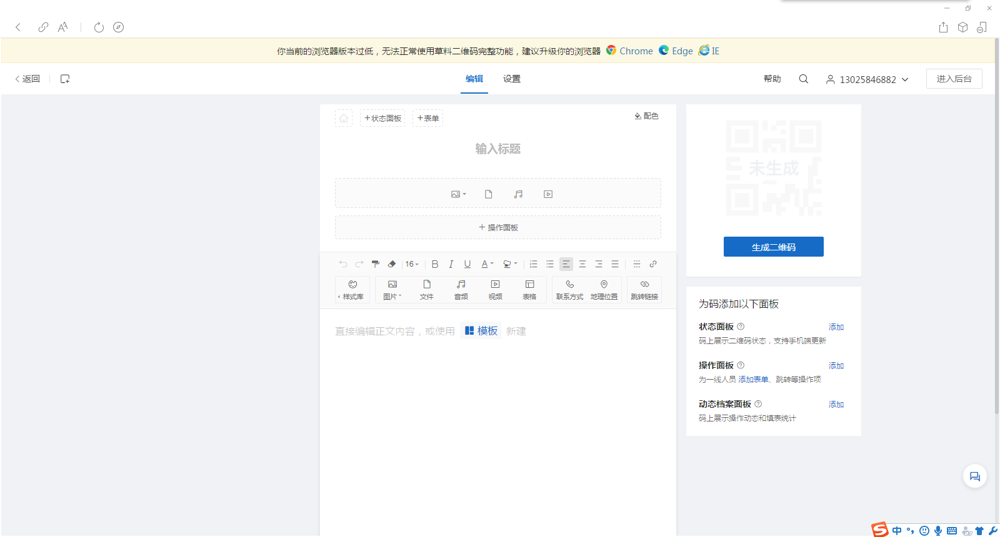 你当前的浏览器版本过低，无法正常使用草料二维码完整功能，建议升级你的浏览器 Chrome Edge IE
返回 编辑 设置 帮助 13025846882 进入后台
+状态面板 +表单 配色
输入标题
+ 操作面板
16 B I U A
样式库 图片 文件 音频 视频 表格 联系方式 地理位置 跳转链接
直接编辑正文内容，或使用 模板 新建
未生成
生成二维码
为码添加以下面板
状态面板 添加
码上展示二维码状态，支持手机端更新
操作面板 添加
为一线人员 添加表单、跳转等操作项
动态档案面板 添加
码上展示操作动态和填表统计
中